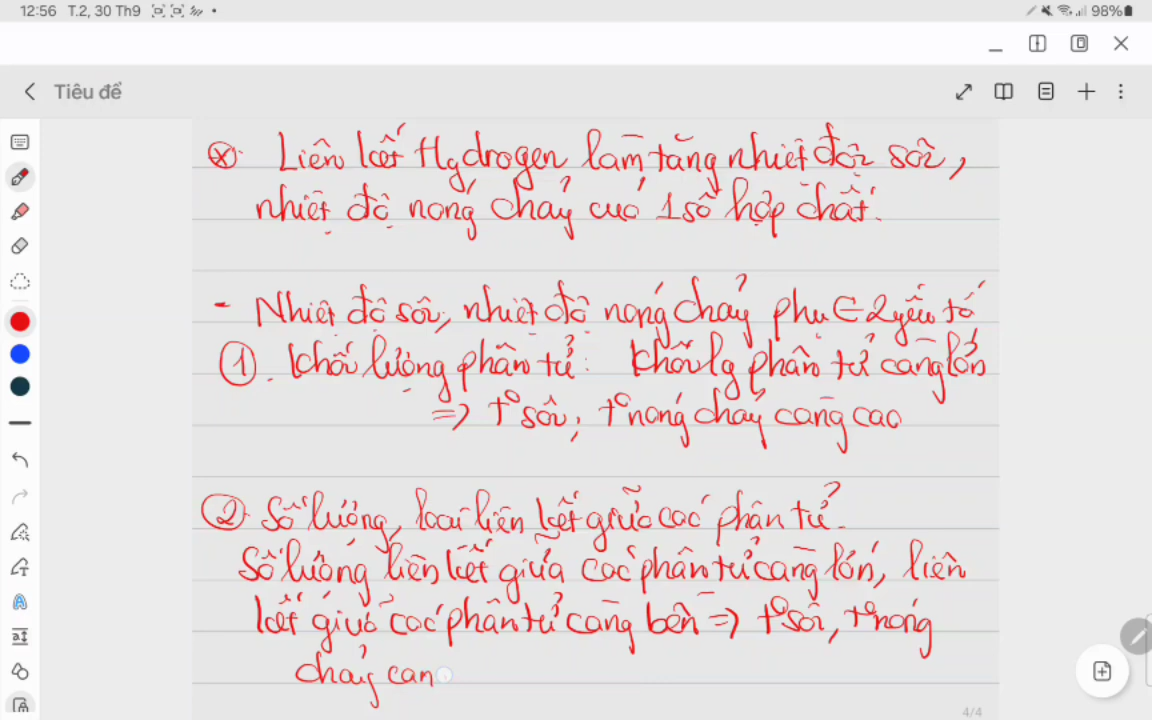 12:56 T.2, 30 Th9 98%
Tiêu đề
⊗. Liên kết Hydrogen làm tăng nhiệt độ sôi,
nhiệt độ nóng chảy của 1 số hợp chất.
- Nhiệt độ sôi, nhiệt độ nóng chảy phụ ∈ 2 yếu tố
①. Khối lượng phân tử: Khối lg phân tử càng lớn
=> t° sôi, t° nóng chảy càng cao
②. Số lượng, loại liên kết giữa các phân tử.
Số lượng liên kết giữa các phân tử càng lớn, liên
kết giữa các phân tử càng bền => t° sôi, t° nóng
chảy can
4/4